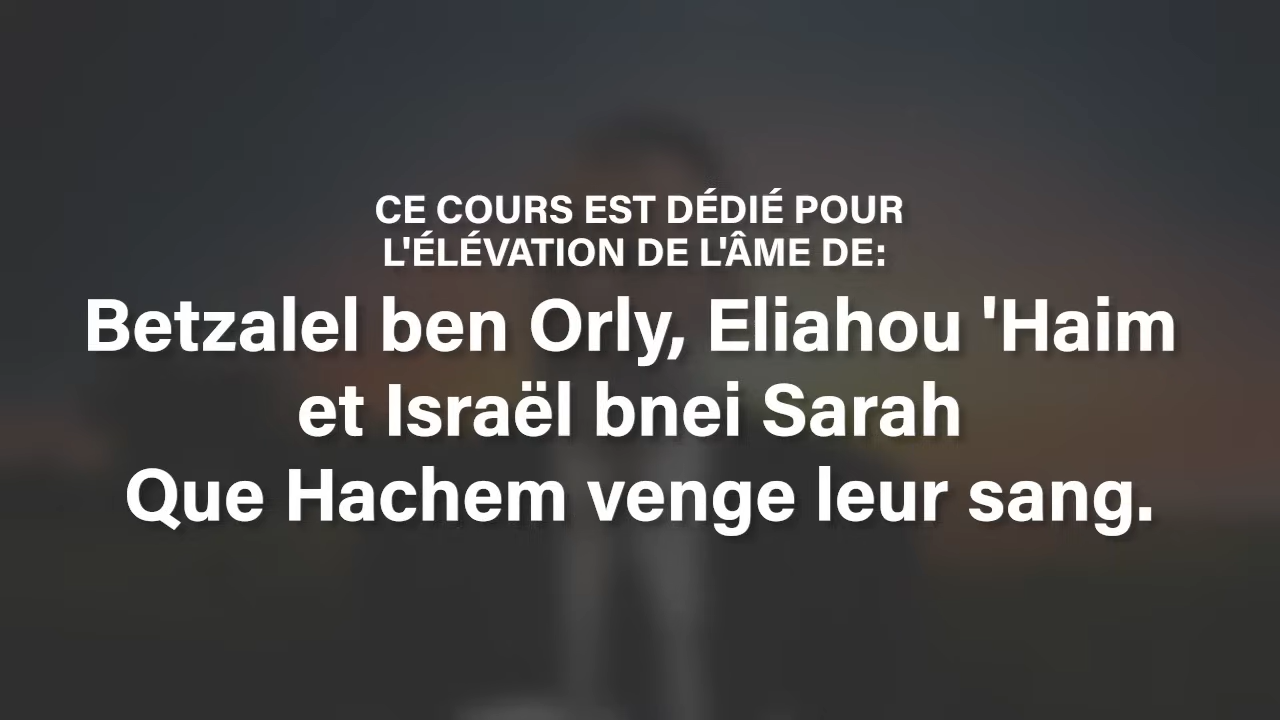 CE COURS EST DÉDIÉ POUR
L'ÉLÉVATION DE L'ÂME DE:
Betzalel ben Orly, Eliahou 'Haim
et Israël bnei Sarah
Que Hachem venge leur sang.